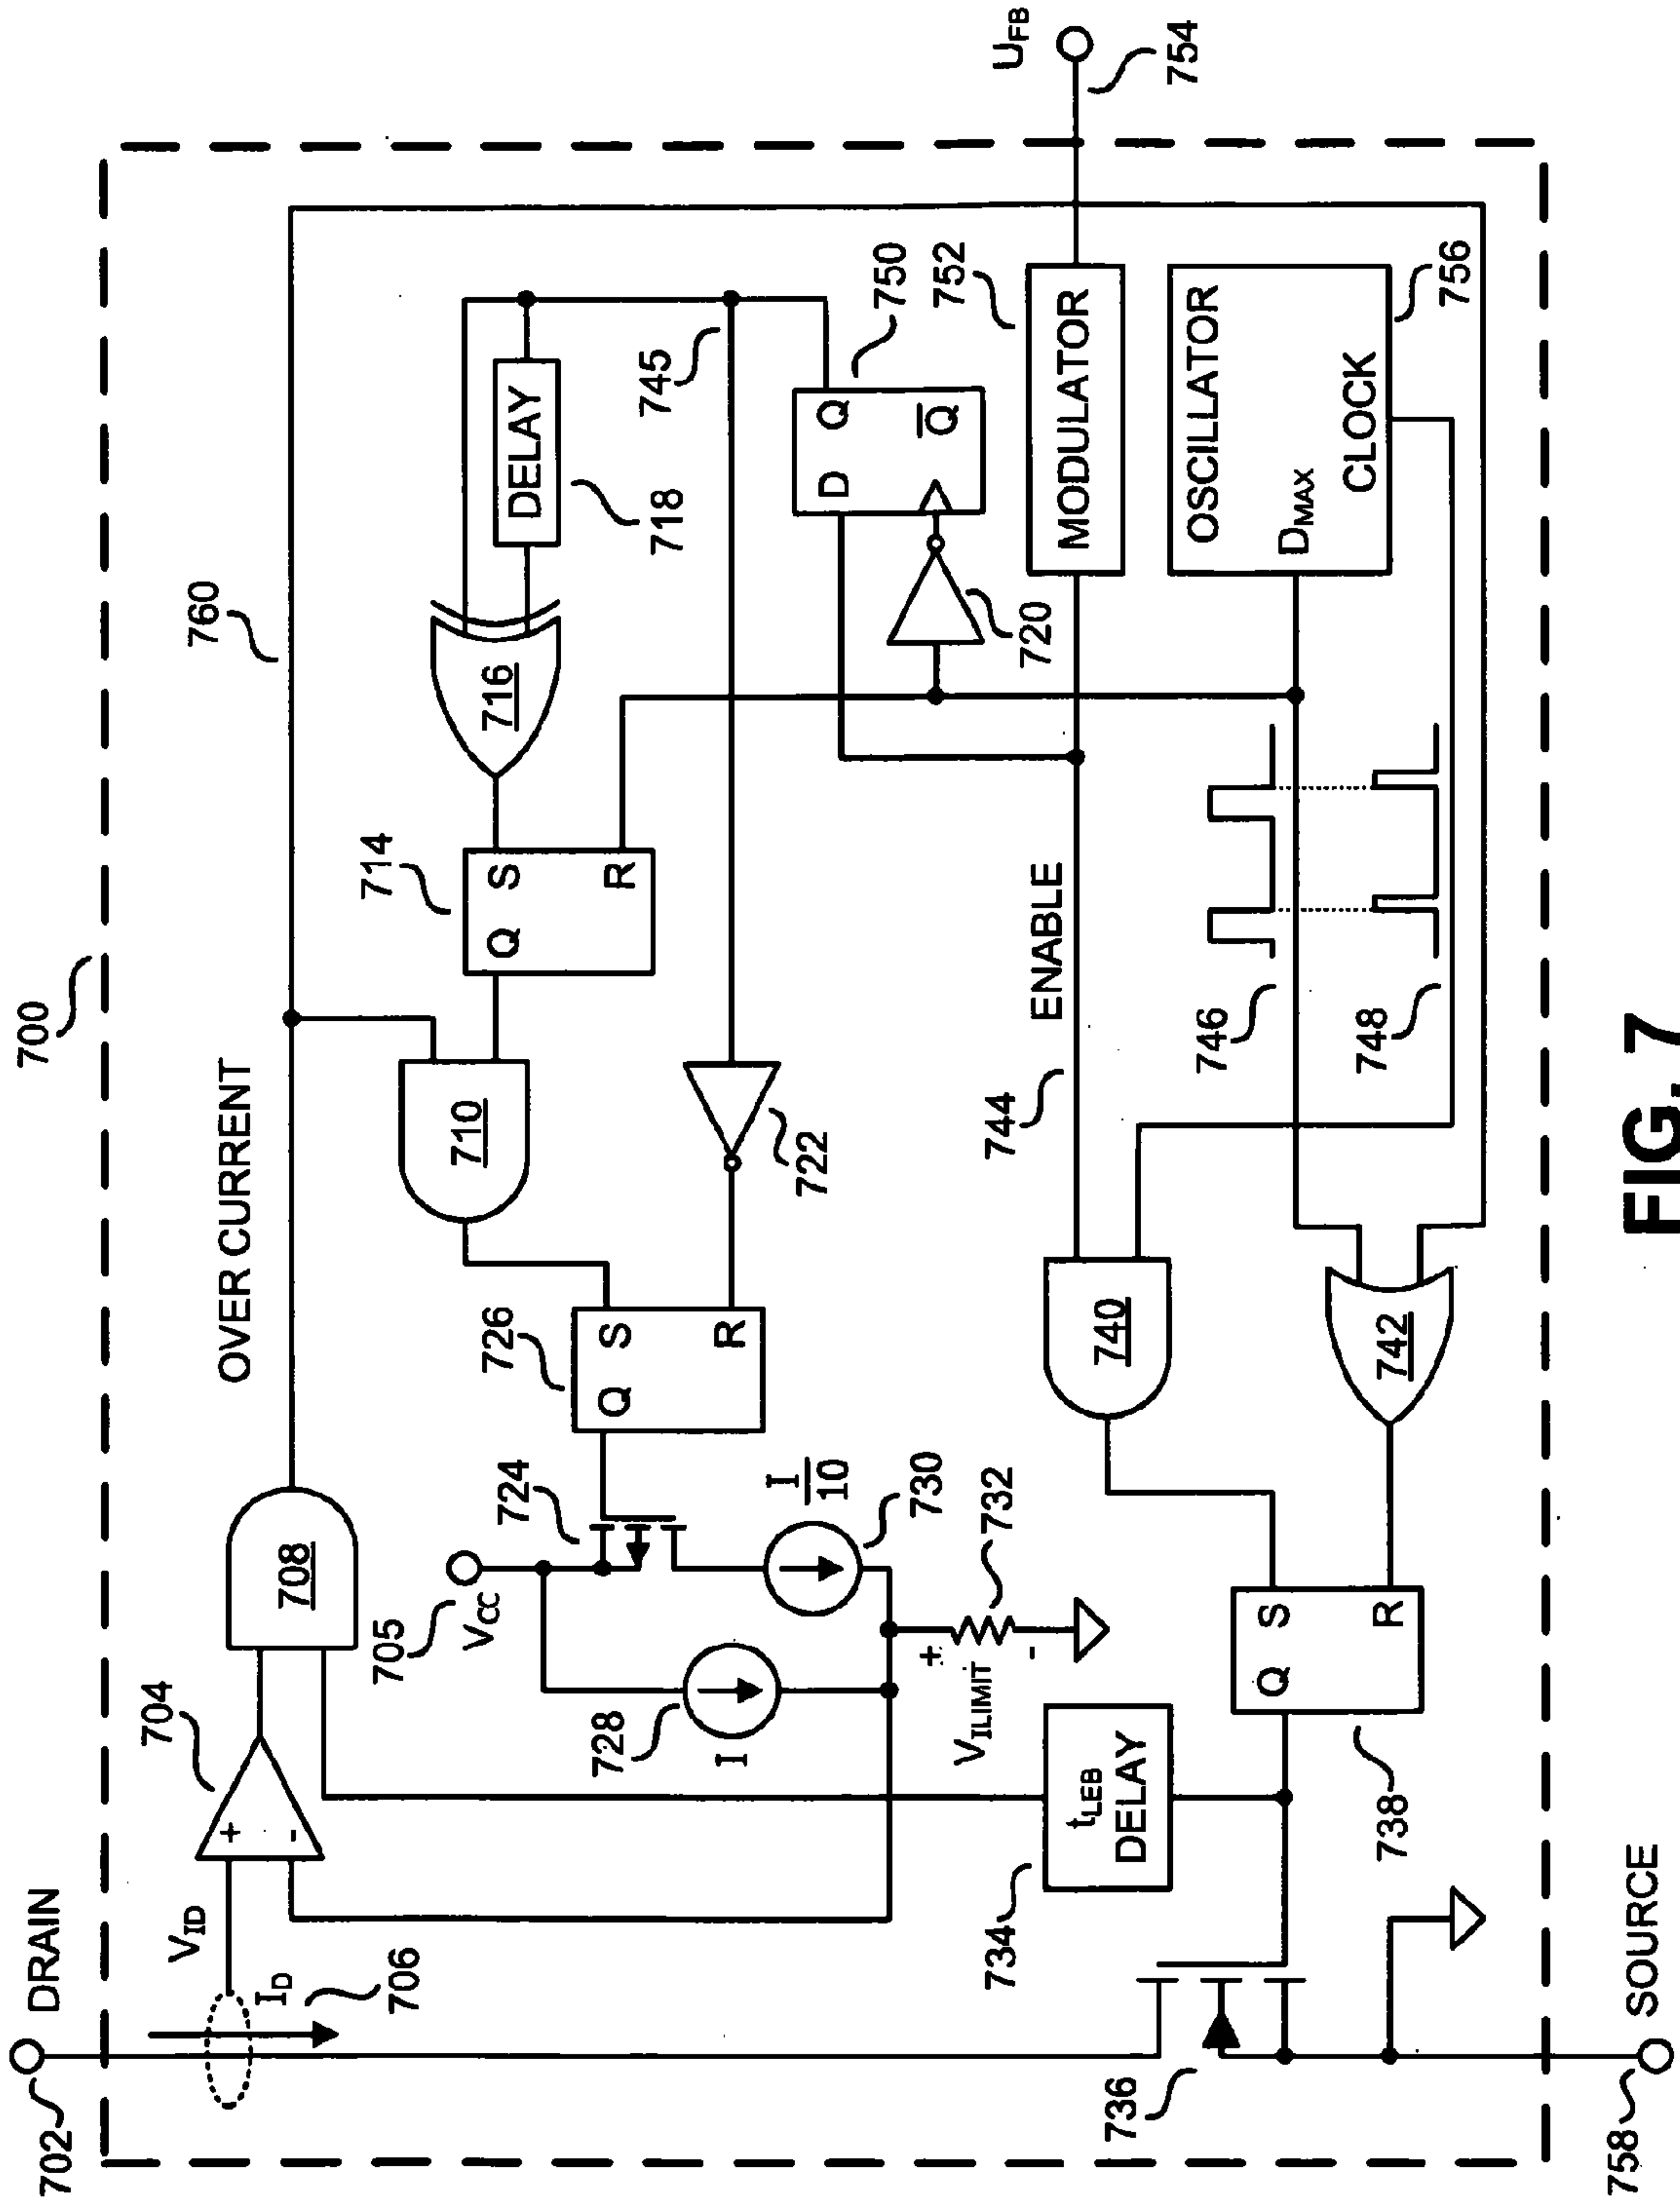 700
702
DRAIN
I_D
706
V_ID
704
+
-
708
OVER CURRENT
760
705
V_CC
724
726
Q
S
R
710
714
Q
S
R
716
DELAY
718
745
722
728
I
I
10
730
732
+
V_ILIMIT
-
734
t_LEB
DELAY
736
738
Q
S
R
740
742
744
ENABLE
746
748
720
D
Q
Q̅
750
MODULATOR
752
U_FB
754
OSCILLATOR
D_MAX
CLOCK
756
758
SOURCE
FIG. 7